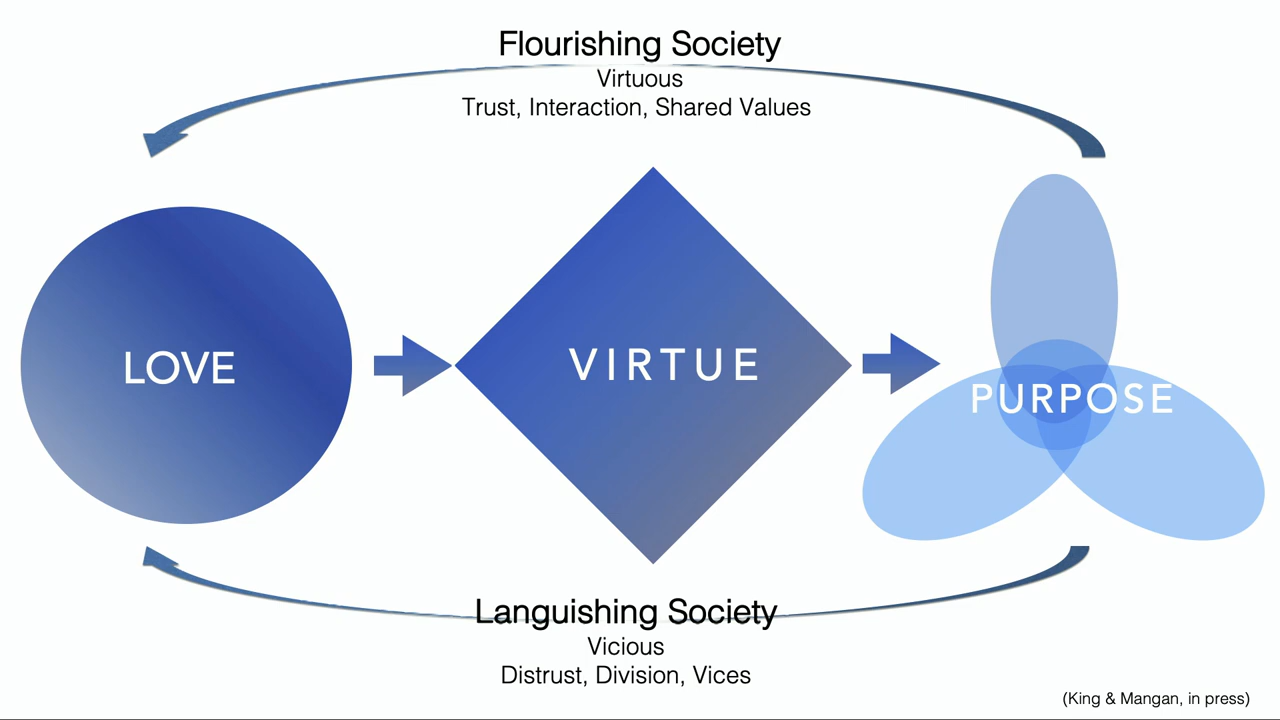 Flourishing Society
Virtuous
Trust, Interaction, Shared Values
LOVE
VIRTUE
PURPOSE
Languishing Society
Vicious
Distrust, Division, Vices
(King & Mangan, in press)